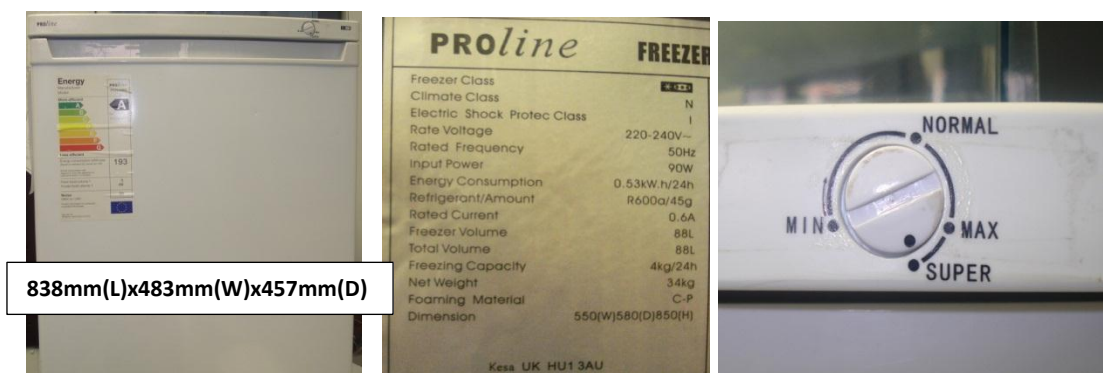 PROline
Energy
A
193
838mm(L)x483mm(W)x457mm(D)
PROline FREEZER
Freezer Class
Climate Class N
Electric Shock Protec Class I
Rate Voltage 220-240V~
Rated Frequency 50Hz
Input Power 90W
Energy Consumption 0.53kW.h/24h
Refrigerant/Amount R600a/45g
Rated Current 0.6A
Freezer Volume 88L
Total Volume 88L
Freezing Capacity 4kg/24h
Net Weight 34kg
Foaming Material C-P
Dimension 550(W)580(D)850(H)
Kesa UK HU1 3AU
NORMAL
MIN
MAX
SUPER